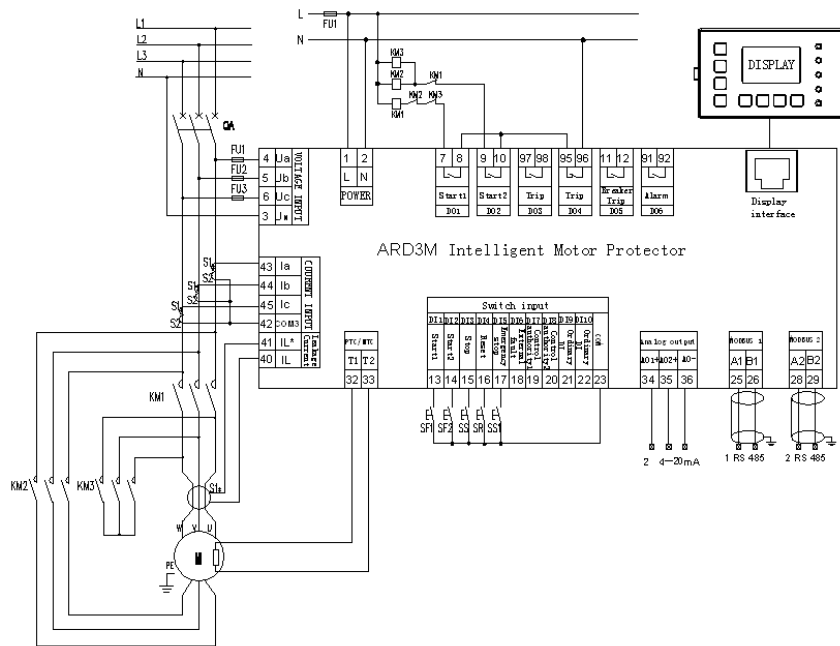 L1
L2
L3
N
L
FU1
N
KM3
KM2
KM1
KM2
KM3
KM1
DISPLAY
QA
FU1
FU2
FU3
4 Ua
5 Ub
6 Uc
3
VOLTAGE INPUT
1 2
L N
POWER
7 8
Start1
DO1
9 10
Start2
DO2
97 98
Trip
DO3
95 96
Trip
DO4
11 12
Breaker
Trip
DO5
91 92
Alarm
DO6
Display
interface
ARD3M Intelligent Motor Protector
S1
S2
S1
S2
43 Ia
44 Ib
45 Ic
42 COM3
INPUT
41 IL*
40 IL
Leakage
Current
PTC/NTC
T1 T2
32 33
Switch input
DI1 DI2 DI3 DI4 DI5 DI6 DI7 DI8 DI9 DI10
Start1
Start2
Stop
Reset
Emergency
stop
External
fault
Control
authority1
Control
authority2
Ordinary
DI
Ordinary
DI
COM
13 14 15 16 17 18 19 20 21 22 23
SF1 SF2 SS SR SS1
Analog output
AO1+ AO2+ AO-
34 35 36
2 4-20mA
MODBUS 1
A1 B1
25 26
1 RS 485
MODBUS 2
A2 B2
28 29
2 RS 485
KM1
KM2
KM3
W V U
M
PE